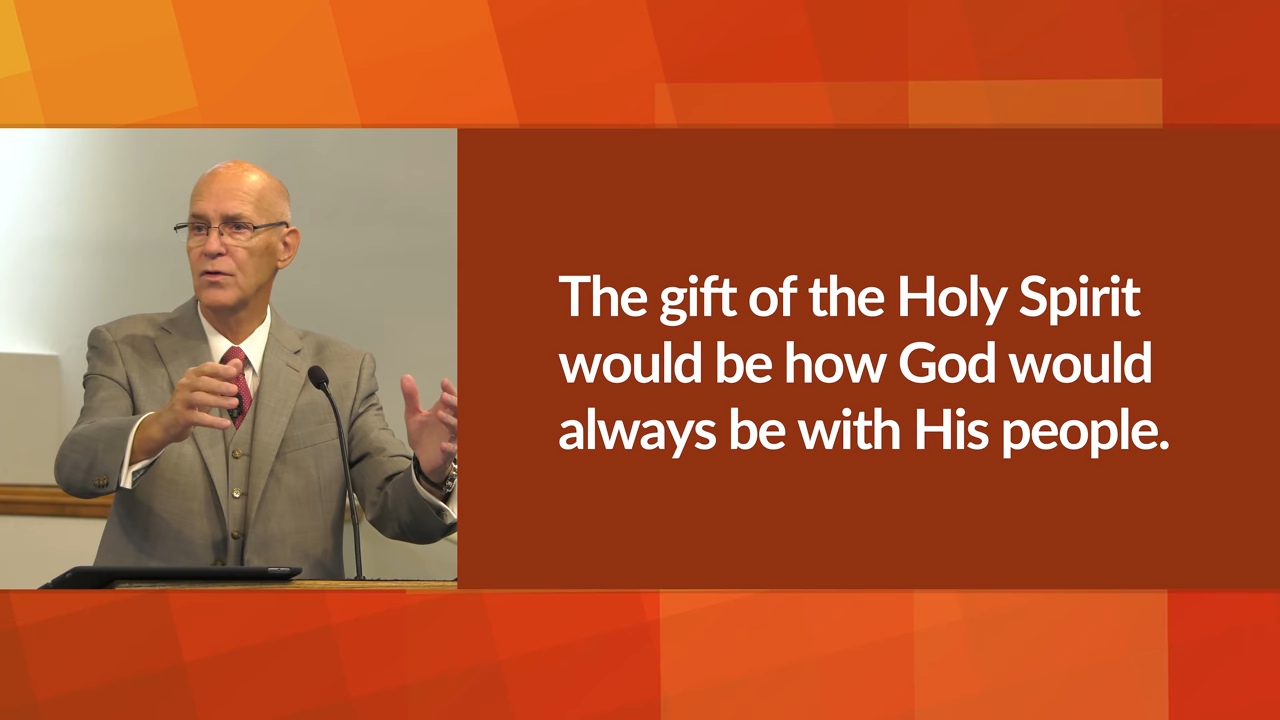 The gift of the Holy Spirit
would be how God would
always be with His people.